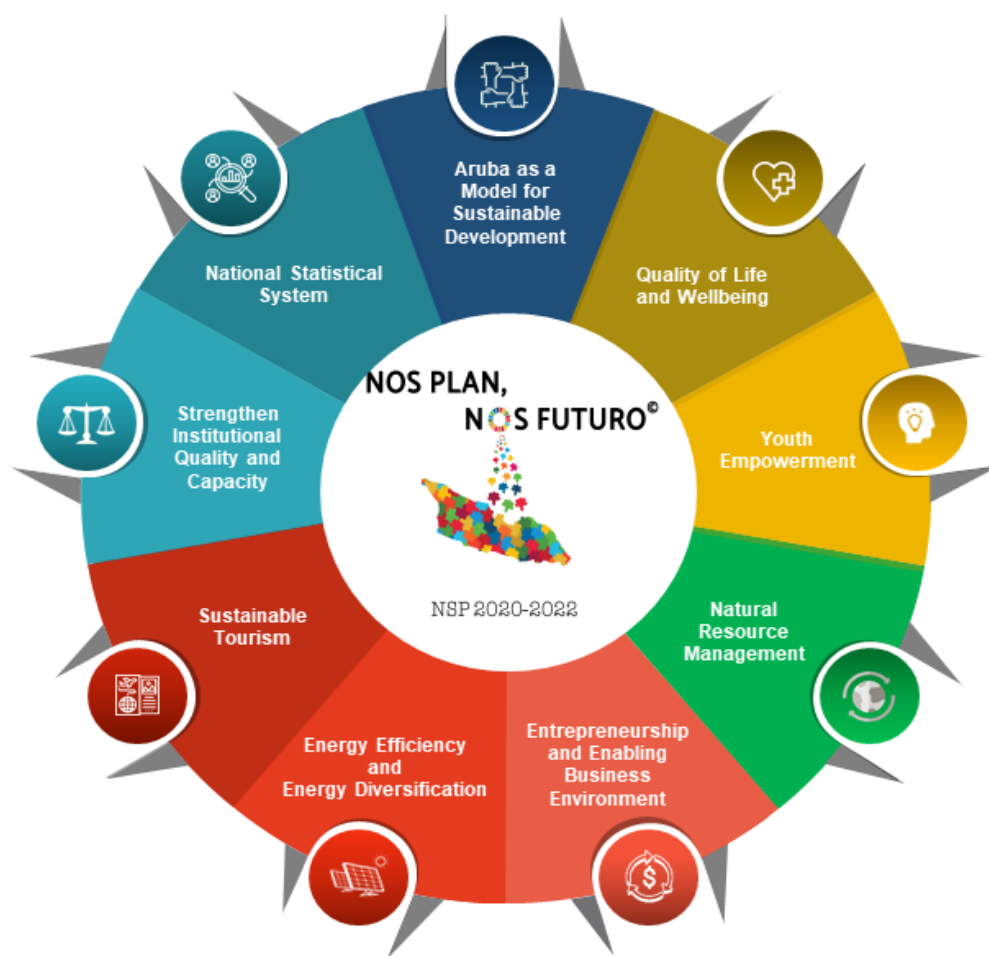 Aruba as a
Model for
Sustainable
Development
Quality of Life
and Wellbeing
Youth
Empowerment
Natural
Resource
Management
Entrepreneurship
and Enabling
Business
Environment
Energy Efficiency
and
Energy Diversification
Sustainable
Tourism
Strengthen
Institutional
Quality and
Capacity
National Statistical
System
NOS PLAN,
NOS FUTURO©
NSP 2020-2022
$